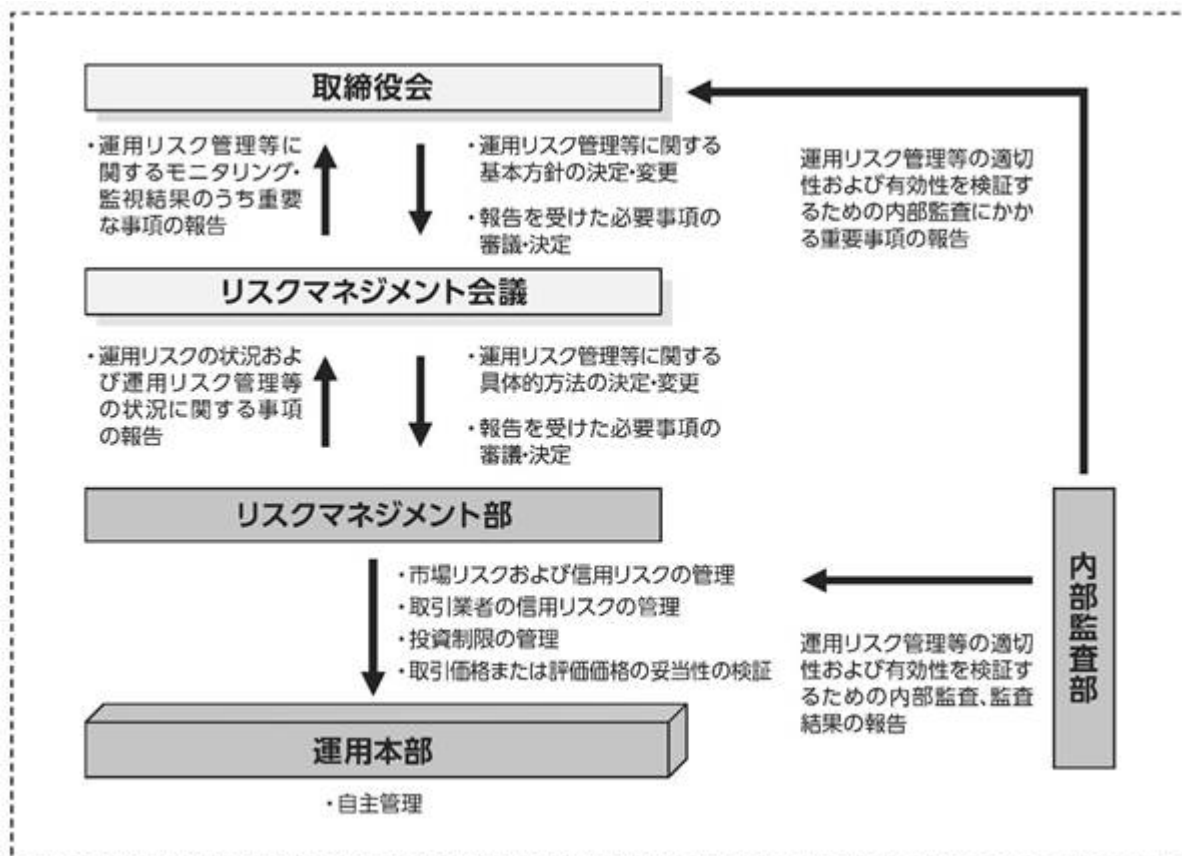 取締役会
・運用リスク管理等に
関するモニタリング・
監視結果のうち重要
な事項の報告
・運用リスク管理等に関する
基本方針の決定・変更
・報告を受けた必要事項の
審議・決定
運用リスク管理等の適切
性および有効性を検証す
るための内部監査にかか
る重要事項の報告
リスクマネジメント会議
・運用リスクの状況およ
び運用リスク管理等
の状況に関する事項
の報告
・運用リスク管理等に関する
具体的方法の決定・変更
・報告を受けた必要事項の
審議・決定
リスクマネジメント部
・市場リスクおよび信用リスクの管理
・取引業者の信用リスクの管理
・投資制限の管理
・取引価格または評価価格の妥当性の検証
運用リスク管理等の適切
性および有効性を検証す
るための内部監査、監査
結果の報告
内部監査部
運用本部
・自主管理